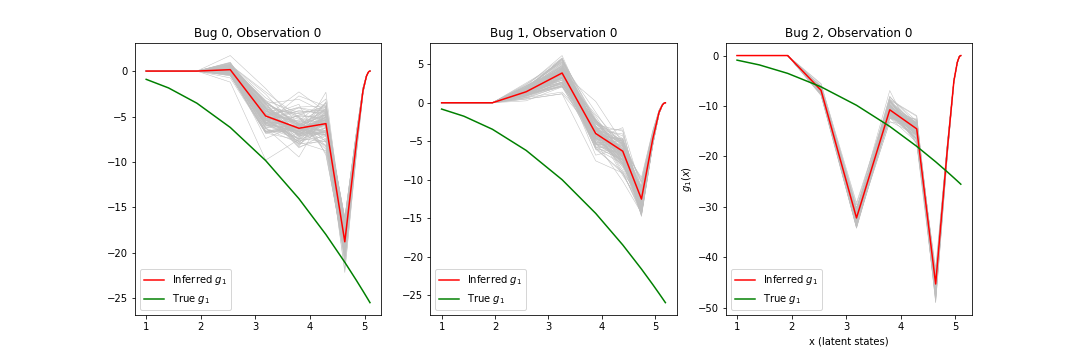 Bug 0, Observation 0
0
−5
−10
−15
−20
−25
1 2 3 4 5
Inferred g₁
True g₁
Bug 1, Observation 0
5
0
−5
−10
−15
−20
−25
1 2 3 4 5
Inferred g₁
True g₁
Bug 2, Observation 0
g₁(x)
0
−10
−20
−30
−40
−50
1 2 3 4 5
x (latent states)
Inferred g₁
True g₁